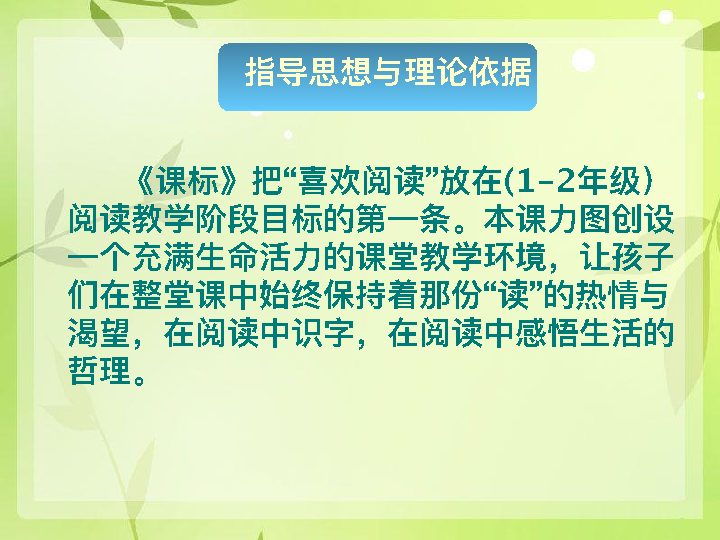 指导思想与理论依据
《课标》把“喜欢阅读”放在(1-2年级）
阅读教学阶段目标的第一条。本课力图创设
一个充满生命活力的课堂教学环境，让孩子
们在整堂课中始终保持着那份“读”的热情与
渴望，在阅读中识字，在阅读中感悟生活的
哲理。